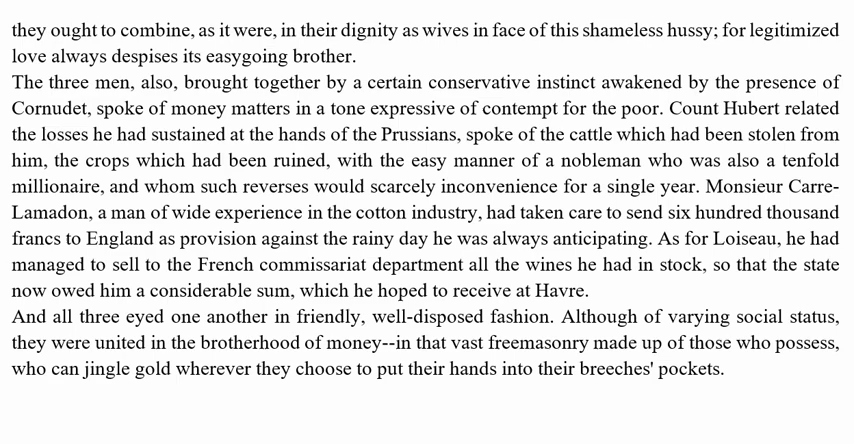 they ought to combine, as it were, in their dignity as wives in face of this shameless hussy; for legitimized
love always despises its easygoing brother.
The three men, also, brought together by a certain conservative instinct awakened by the presence of
Cornudet, spoke of money matters in a tone expressive of contempt for the poor. Count Hubert related
the losses he had sustained at the hands of the Prussians, spoke of the cattle which had been stolen from
him, the crops which had been ruined, with the easy manner of a nobleman who was also a tenfold
millionaire, and whom such reverses would scarcely inconvenience for a single year. Monsieur Carre-
Lamadon, a man of wide experience in the cotton industry, had taken care to send six hundred thousand
francs to England as provision against the rainy day he was always anticipating. As for Loiseau, he had
managed to sell to the French commissariat department all the wines he had in stock, so that the state
now owed him a considerable sum, which he hoped to receive at Havre.
And all three eyed one another in friendly, well-disposed fashion. Although of varying social status,
they were united in the brotherhood of money--in that vast freemasonry made up of those who possess,
who can jingle gold wherever they choose to put their hands into their breeches' pockets.